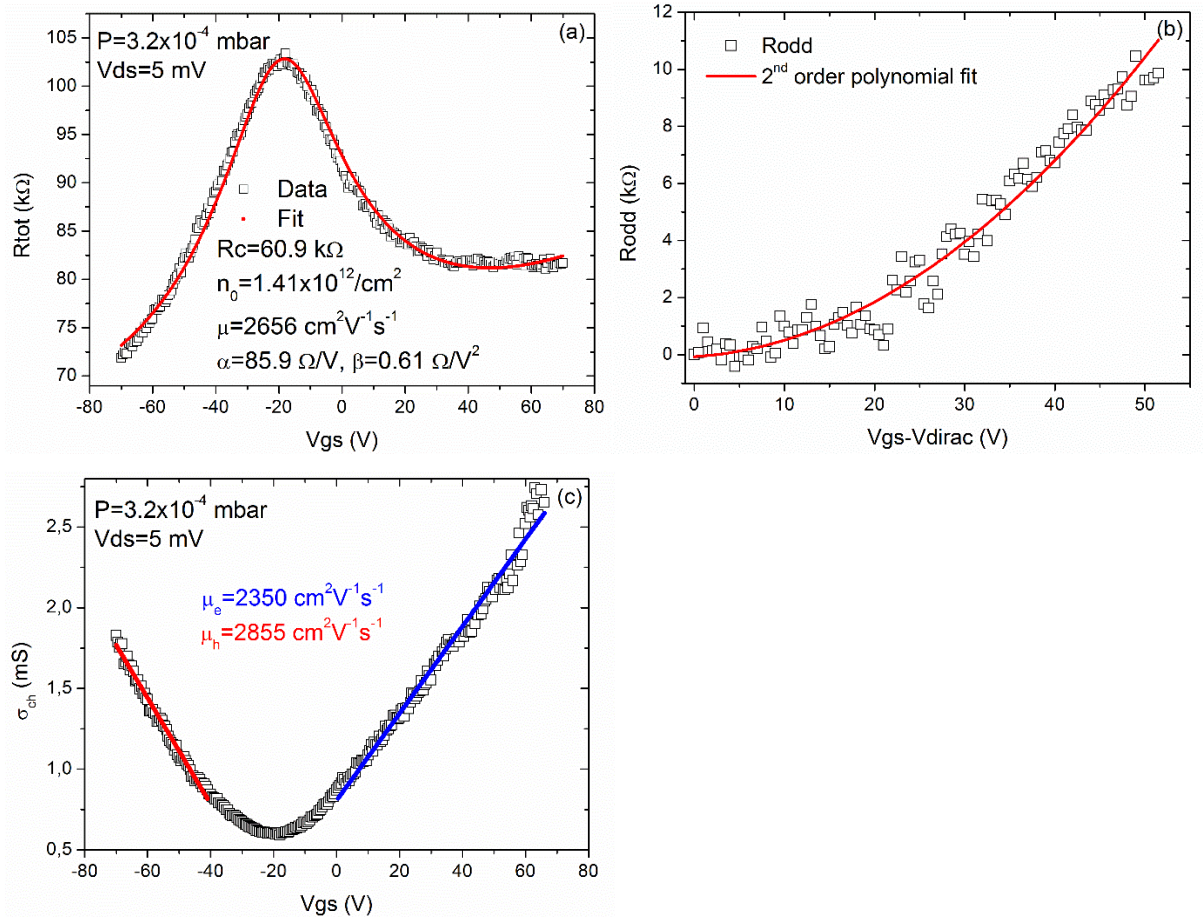 (a)
P=3.2x10⁻⁴ mbar
Vds=5 mV
Data
Fit
Rc=60.9 kΩ
n₀=1.41x10¹²/cm²
μ=2656 cm²V⁻¹s⁻¹
α=85.9 Ω/V, β=0.61 Ω/V²
Rtot (kΩ)
105
100
95
90
85
80
75
70
-80 -60 -40 -20 0 20 40 60 80
Vgs (V)
(b)
Rodd
2ⁿᵈ order polynomial fit
Rodd (kΩ)
12
10
8
6
4
2
0
0 10 20 30 40 50
Vgs-Vdirac (V)
(c)
P=3.2x10⁻⁴ mbar
Vds=5 mV
μₑ=2350 cm²V⁻¹s⁻¹
μₕ=2855 cm²V⁻¹s⁻¹
σch (mS)
2,5
2,0
1,5
1,0
0,5
-80 -60 -40 -20 0 20 40 60 80
Vgs (V)